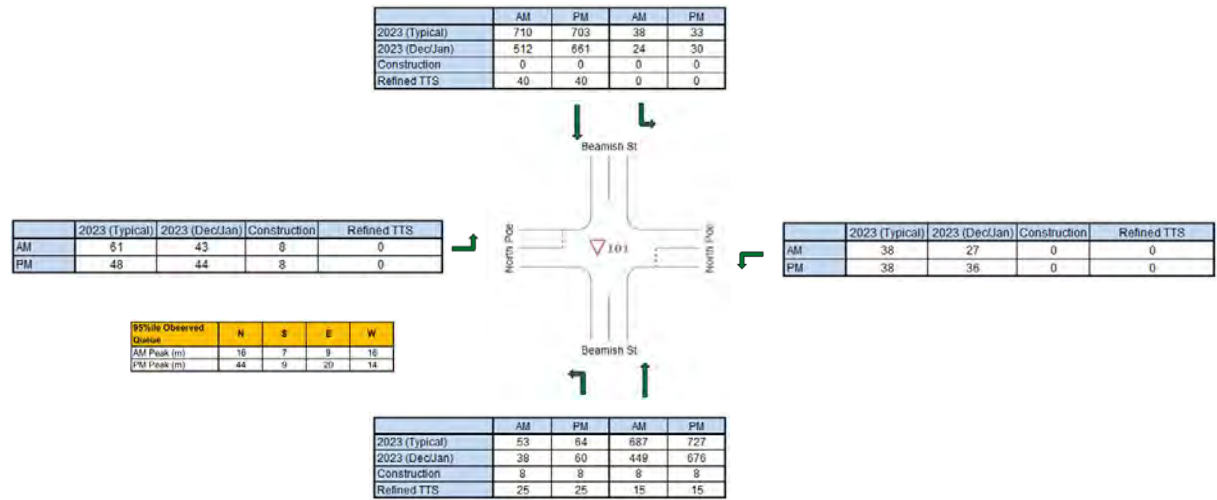 AM PM AM PM
2023 (Typical) 710 703 38 33
2023 (Dec/Jan) 512 661 24 30
Construction 0 0 0 0
Refined TTS 40 40 0 0
Beamish St
2023 (Typical) 2023 (Dec/Jan) Construction Refined TTS
AM 61 43 8 0
PM 48 44 8 0
North Pde
101
North Pde
2023 (Typical) 2023 (Dec/Jan) Construction Refined TTS
AM 38 27 0 0
PM 38 36 0 0
95%ile Observed Queue N S E W
AM Peak (m) 16 7 9 16
PM Peak (m) 44 9 20 14
Beamish St
AM PM AM PM
2023 (Typical) 53 64 687 727
2023 (Dec/Jan) 38 60 449 676
Construction 8 8 8 8
Refined TTS 25 25 15 15